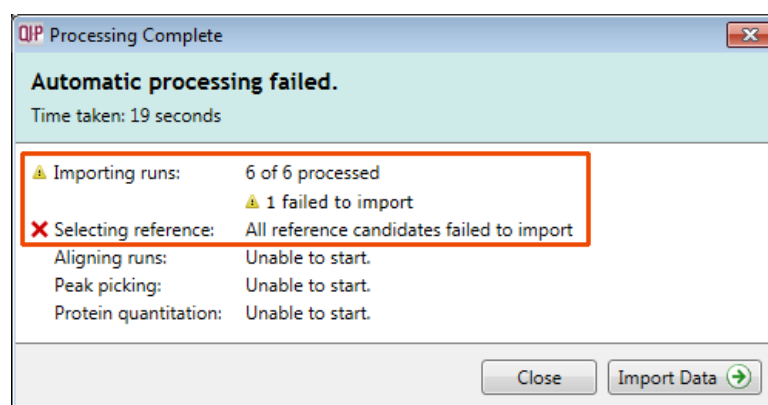 QIP Processing Complete
Automatic processing failed.
Time taken: 19 seconds
Importing runs: 6 of 6 processed
1 failed to import
Selecting reference: All reference candidates failed to import
Aligning runs: Unable to start.
Peak picking: Unable to start.
Protein quantitation: Unable to start.
Close Import Data